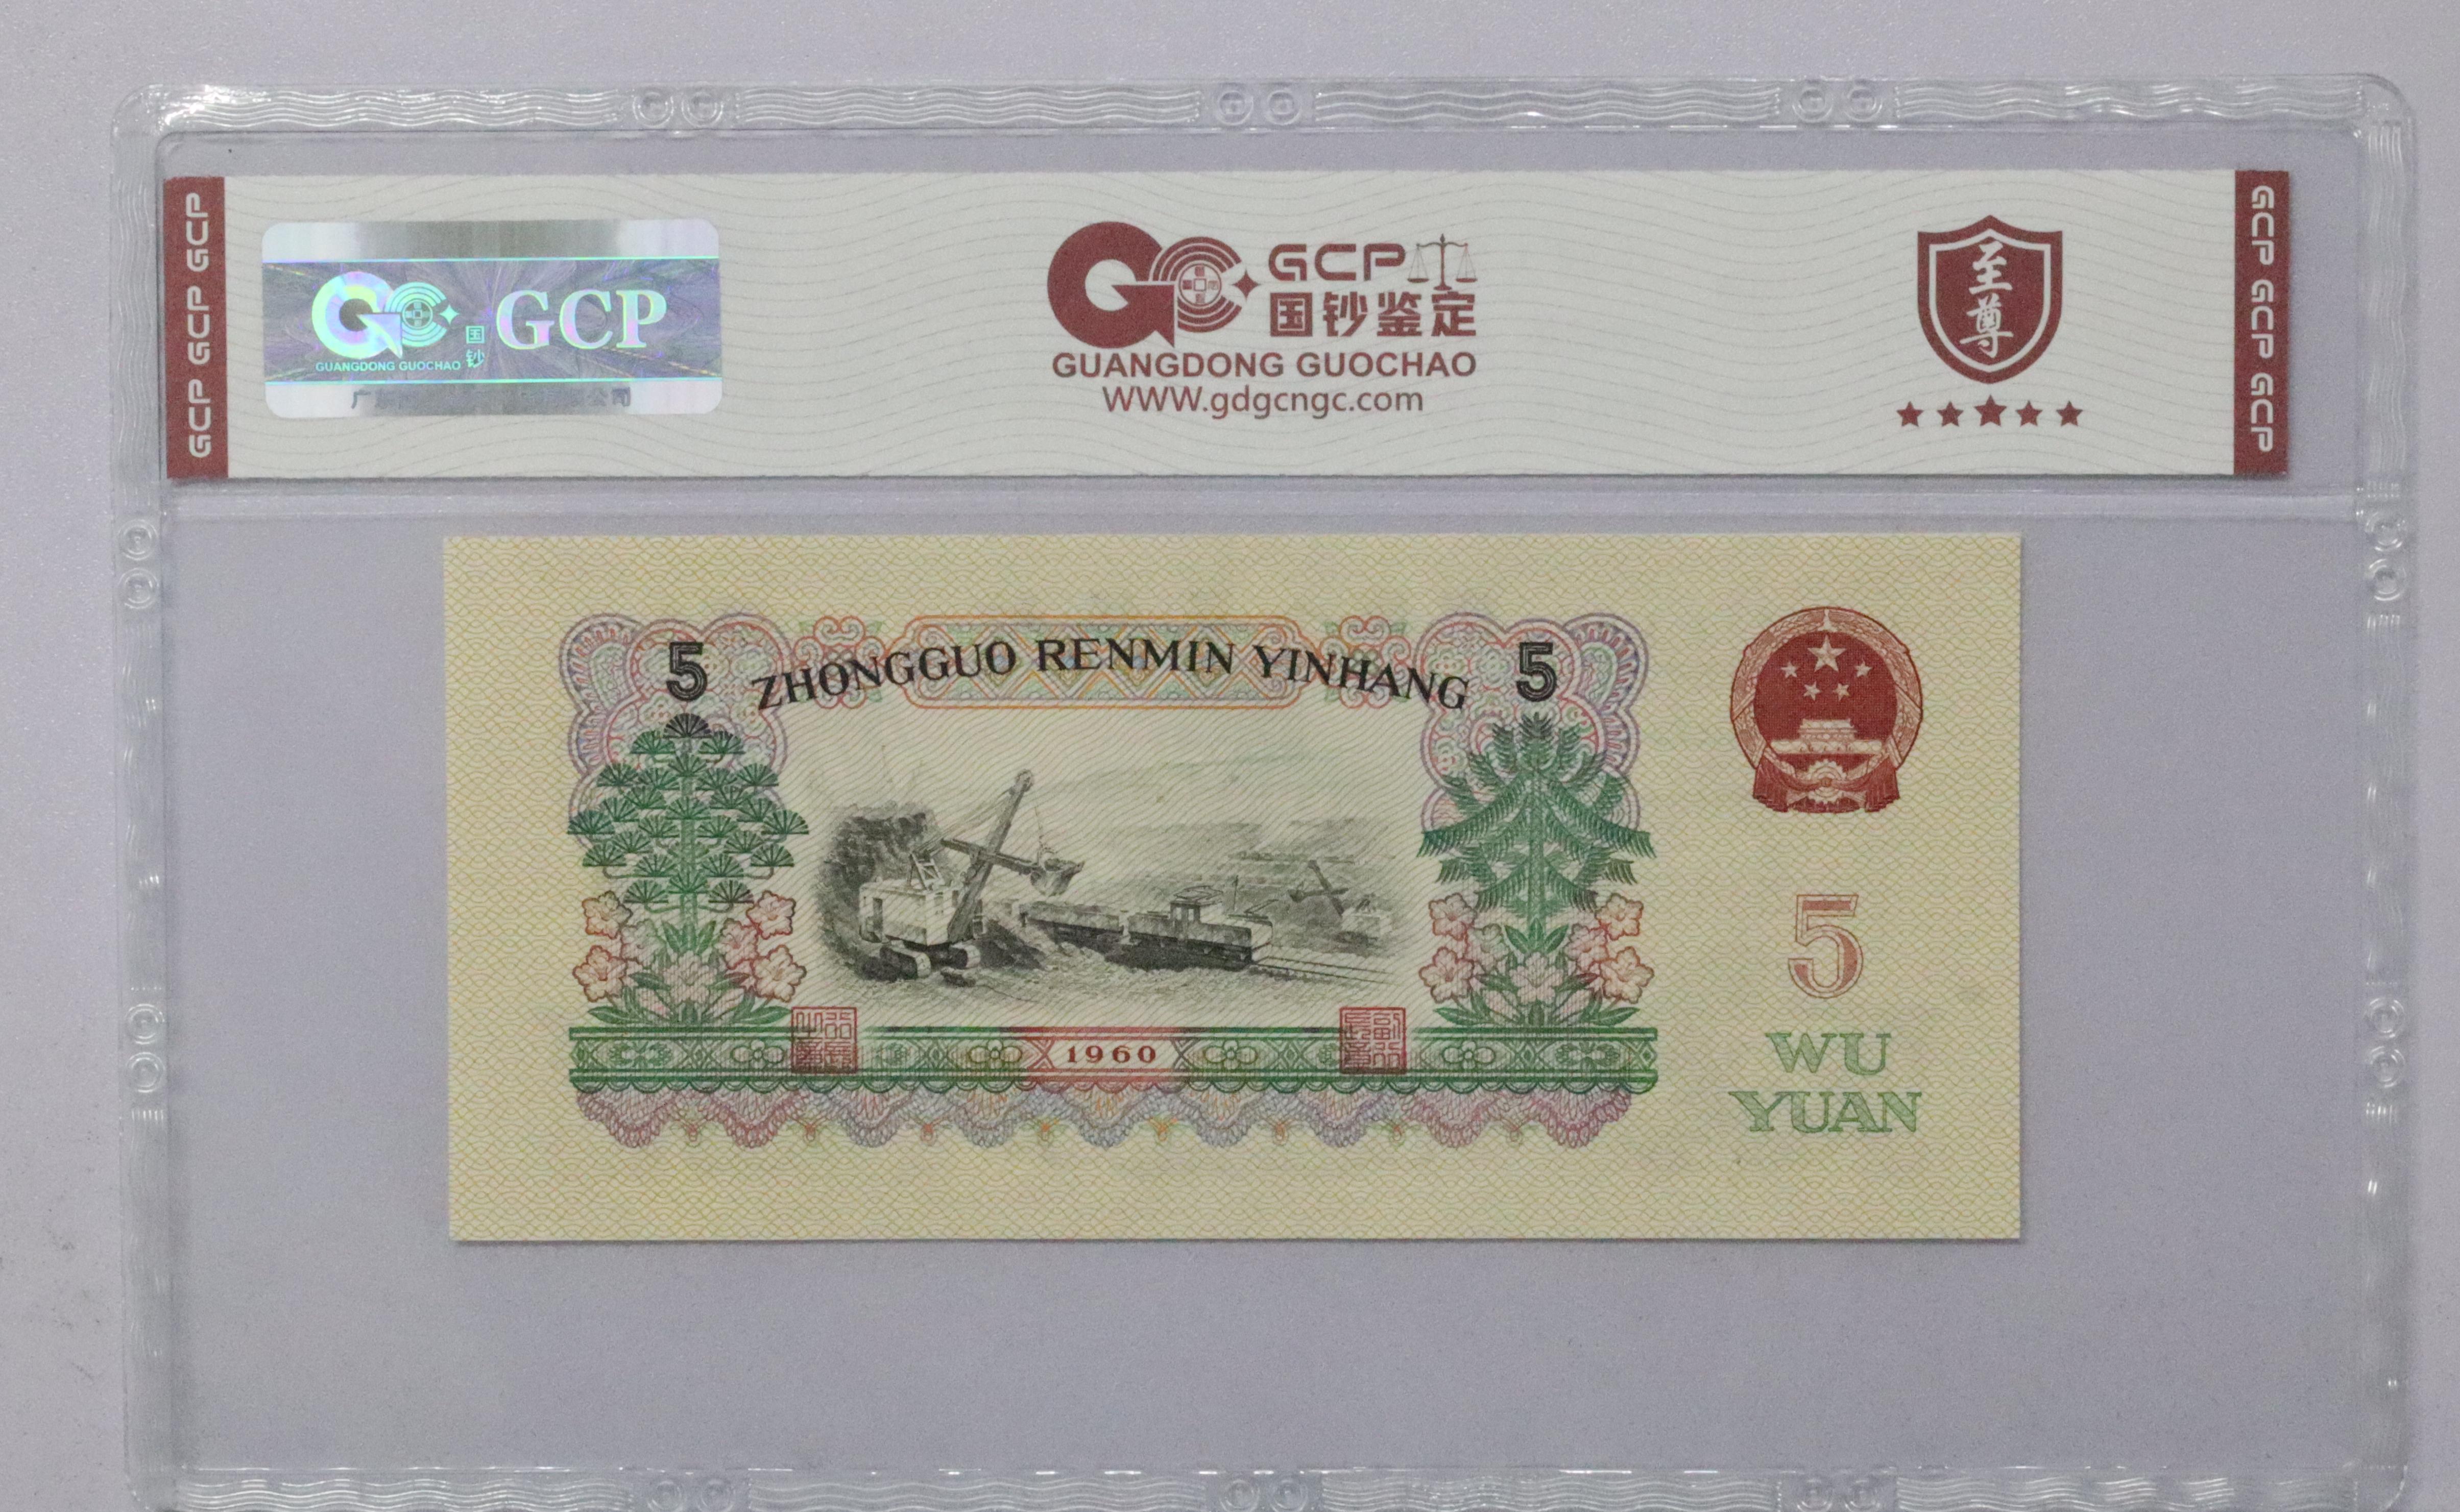 GCP GCP GCP
国钞
GCP
GUANGDONG GUOCHAO
GCP
国钞鉴定
GUANGDONG GUOCHAO
WWW.gdgcngc.com
至尊
GCP GCP GCP
5
ZHONGGUO RENMIN YINHANG
5
1960
5
WU
YUAN